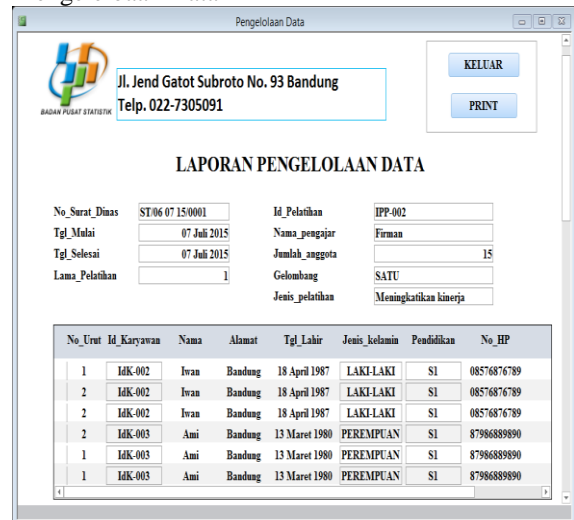 Pengelolaan Data
KELUAR
Jl. Jend Gatot Subroto No. 93 Bandung
Telp. 022-7305091
PRINT
BADAN PUSAT STATISTIK
LAPORAN PENGELOLAAN DATA
No_Surat_Dinas ST/06 07 15/0001 Id_Pelatihan IPP-002
Tgl_Mulai 07 Juli 2015 Nama_pengajar Firman
Tgl_Selesai 07 Juli 2015 Jumlah_anggota 15
Lama_Pelatihan 1 Gelombang SATU
Jenis_pelatihan Meningkatikan kinerja
No_Urut Id_Karyawan Nama Alamat Tgl_Lahir Jenis_kelamin Pendidikan No_HP
1 IdK-002 Iwan Bandung 18 April 1987 LAKI-LAKI S1 08576876789
2 IdK-002 Iwan Bandung 18 April 1987 LAKI-LAKI S1 08576876789
2 IdK-002 Iwan Bandung 18 April 1987 LAKI-LAKI S1 08576876789
2 IdK-003 Ami Bandung 13 Maret 1980 PEREMPUAN S1 87986889890
1 IdK-003 Ami Bandung 13 Maret 1980 PEREMPUAN S1 87986889890
1 IdK-003 Ami Bandung 13 Maret 1980 PEREMPUAN S1 87986889890